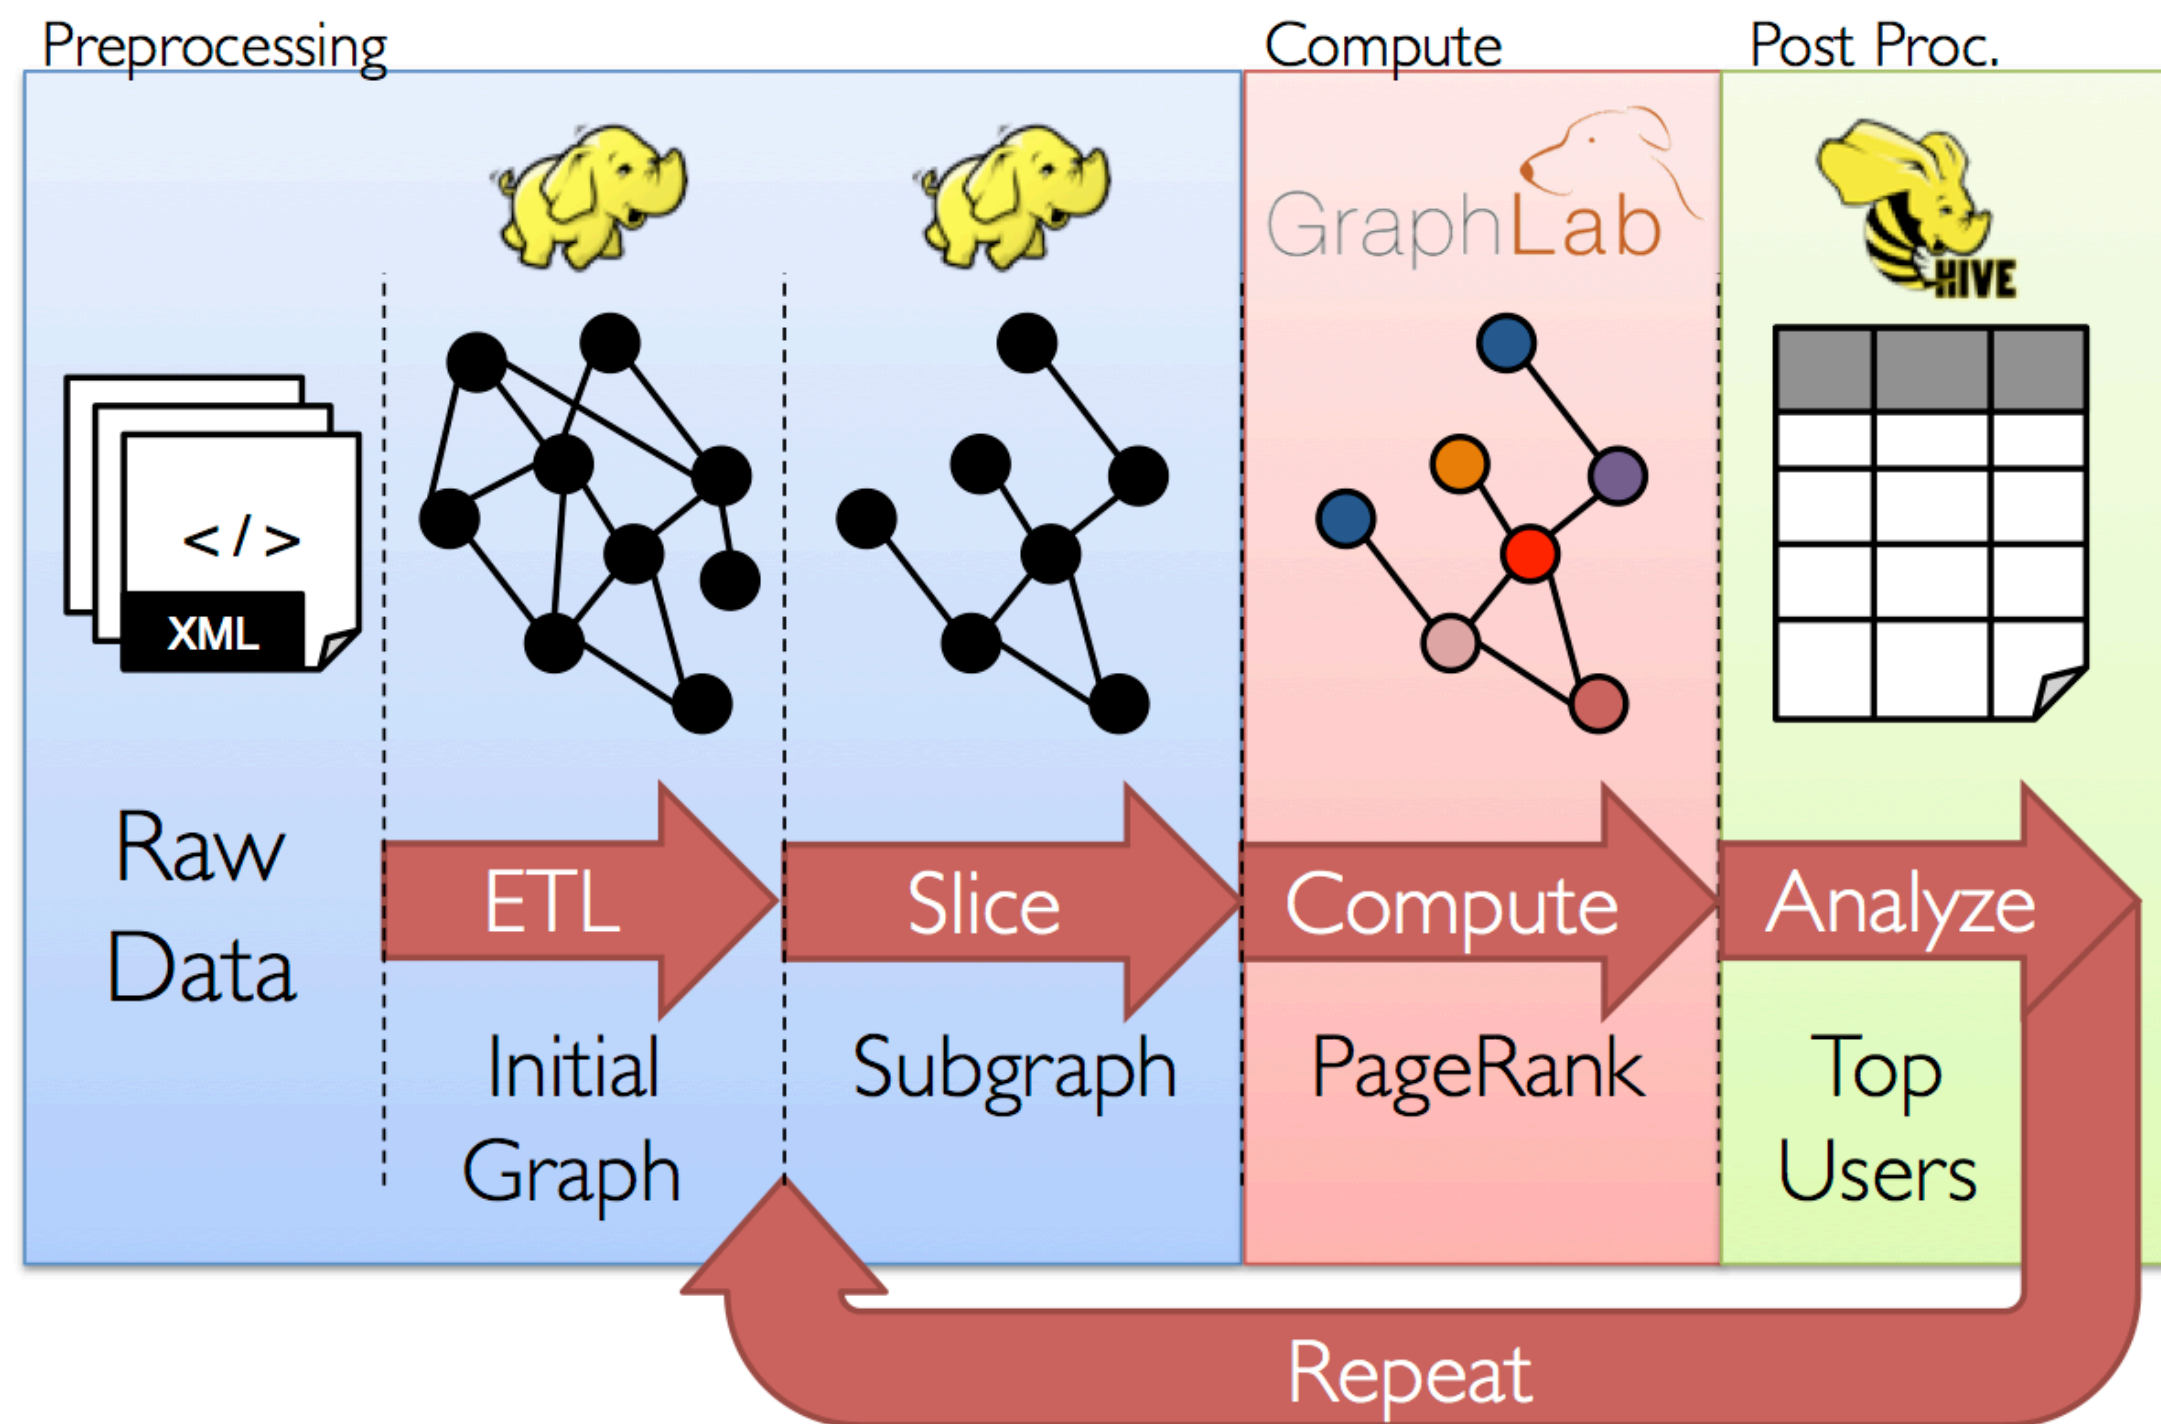 Preprocessing
Compute
Post Proc.
GraphLab
HIVE
</>
XML
Raw
Data
ETL
Slice
Compute
Analyze
Initial
Graph
Subgraph
PageRank
Top
Users
Repeat